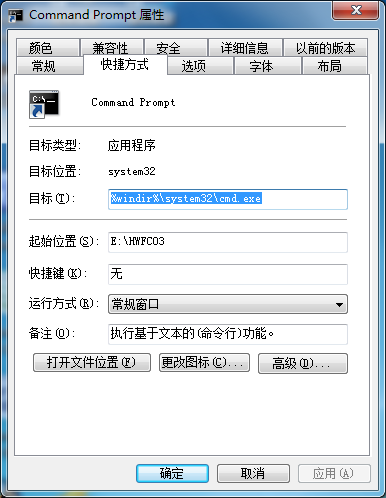 Command Prompt 属性
颜色 兼容性 安全 详细信息 以前的版本
常规 快捷方式 选项 字体 布局
C:\
Command Prompt
目标类型: 应用程序
目标位置: system32
目标(T): %windir%\system32\cmd.exe
起始位置(S): E:\HWFC03
快捷键(K): 无
运行方式(R): 常规窗口
备注(O): 执行基于文本的(命令行)功能。
打开文件位置(F) 更改图标(C)... 高级(D)...
确定 取消 应用(A)